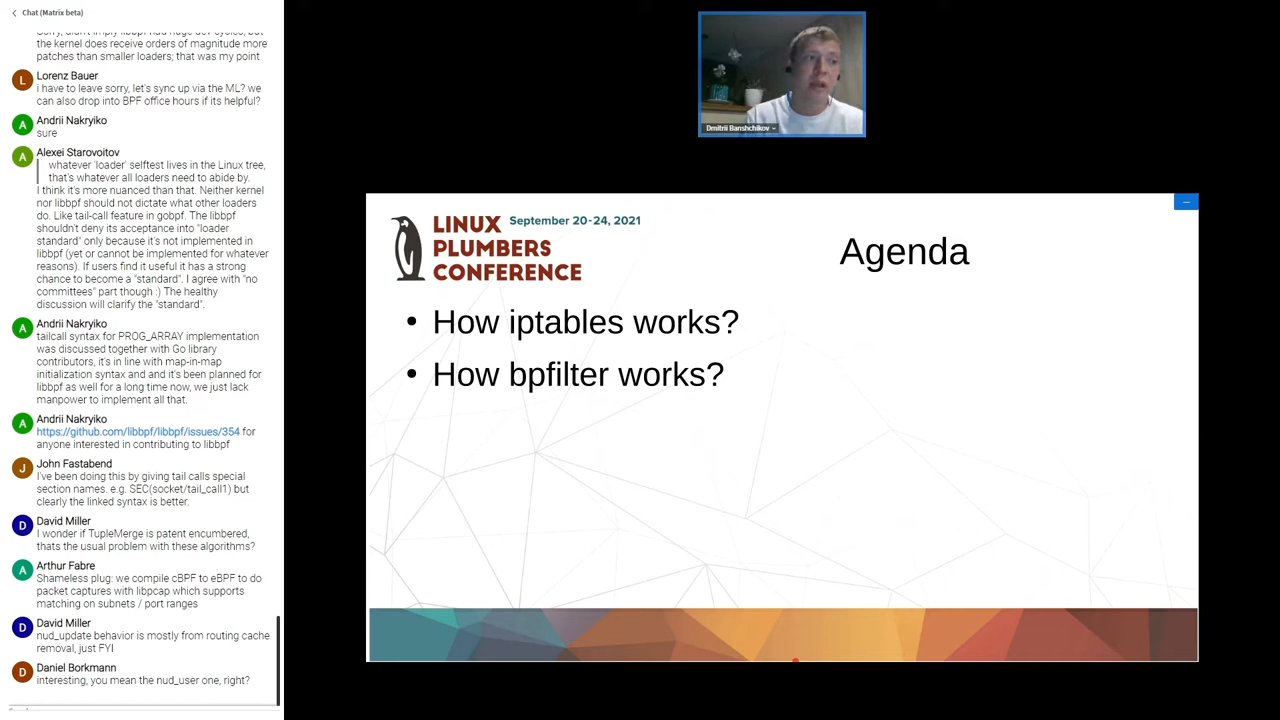 Chat (Matrix beta)
Sorry, didn't imply libbpf had huge dev cycles, but
the kernel does receive orders of magnitude more
patches than smaller loaders; that was my point
L
Lorenz Bauer
i have to leave sorry, let's sync up via the ML? we
can also drop into BPF office hours if its helpful?
A
Andrii Nakryiko
sure
A
Alexei Starovoitov
whatever 'loader' selftest lives in the Linux tree,
that's whatever all loaders need to abide by.
I think it's more nuanced than that. Neither kernel
nor libbpf should not dictate what other loaders
do. Like tail-call feature in gobpf. The libbpf
shouldn't deny its acceptance into "loader
standard" only because it's not implemented in
libbpf (yet or cannot be implemented for whatever
reasons). If users find it useful it has a strong
chance to become a "standard". I agree with "no
committees" part though :) The healthy
discussion will clarify the "standard".
A
Andrii Nakryiko
tailcall syntax for PROG_ARRAY implementation
was discussed together with Go library
contributors, it's in line with map-in-map
initialization syntax and and it's been planned for
libbpf as well for a long time now, we just lack
manpower to implement all that.
A
Andrii Nakryiko
https://github.com/libbpf/libbpf/issues/354 for
anyone interested in contributing to libbpf
J
John Fastabend
I've been doing this by giving tail calls special
section names. e.g. SEC(socket/tail_call1) but
clearly the linked syntax is better.
D
David Miller
I wonder if TupleMerge is patent encumbered,
thats the usual problem with these algorithms?
A
Arthur Fabre
Shameless plug: we compile cBPF to eBPF to do
packet captures with libpcap which supports
matching on subnets / port ranges
D
David Miller
nud_update behavior is mostly from routing cache
removal, just FYI
D
Daniel Borkmann
interesting, you mean the nud_user one, right?
Dmitrii Banshchikov
LINUX
PLUMBERS
CONFERENCE
September 20-24, 2021
Agenda
• How iptables works?
• How bpfilter works?